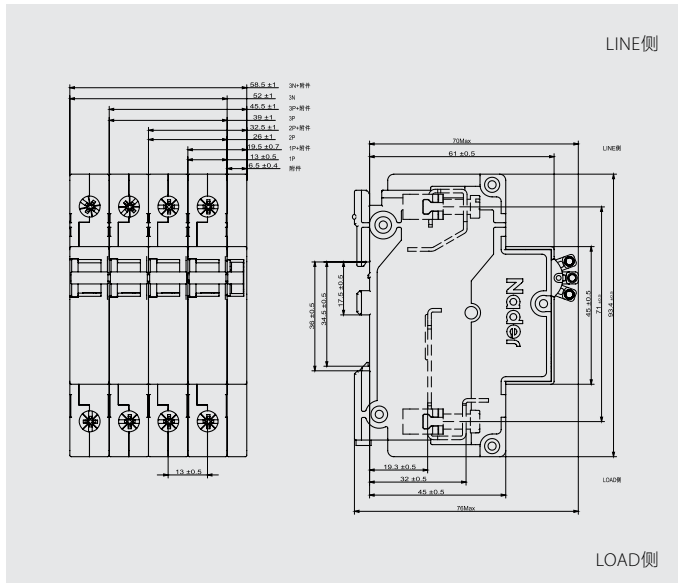 LINE侧
58.5 ±1 3N+附件
52 ±1 3N
45.5 ±1 3P+附件
39 ±1 3P
32.5 ±1 2P+附件
26 ±1 2P
19.5 ±0.7 1P+附件
13 ±0.5 1P
6.5 ±0.4 附件
70Max
LINE侧
61 ±0.5
36 ±0.5
34.5 ±0.5
17.5 ±0.5
Nader
45 ±0.5
71
93.4
13 ±0.5
19.3 ±0.5
32 ±0.5
45 ±0.5
76Max
LOAD侧
LOAD侧